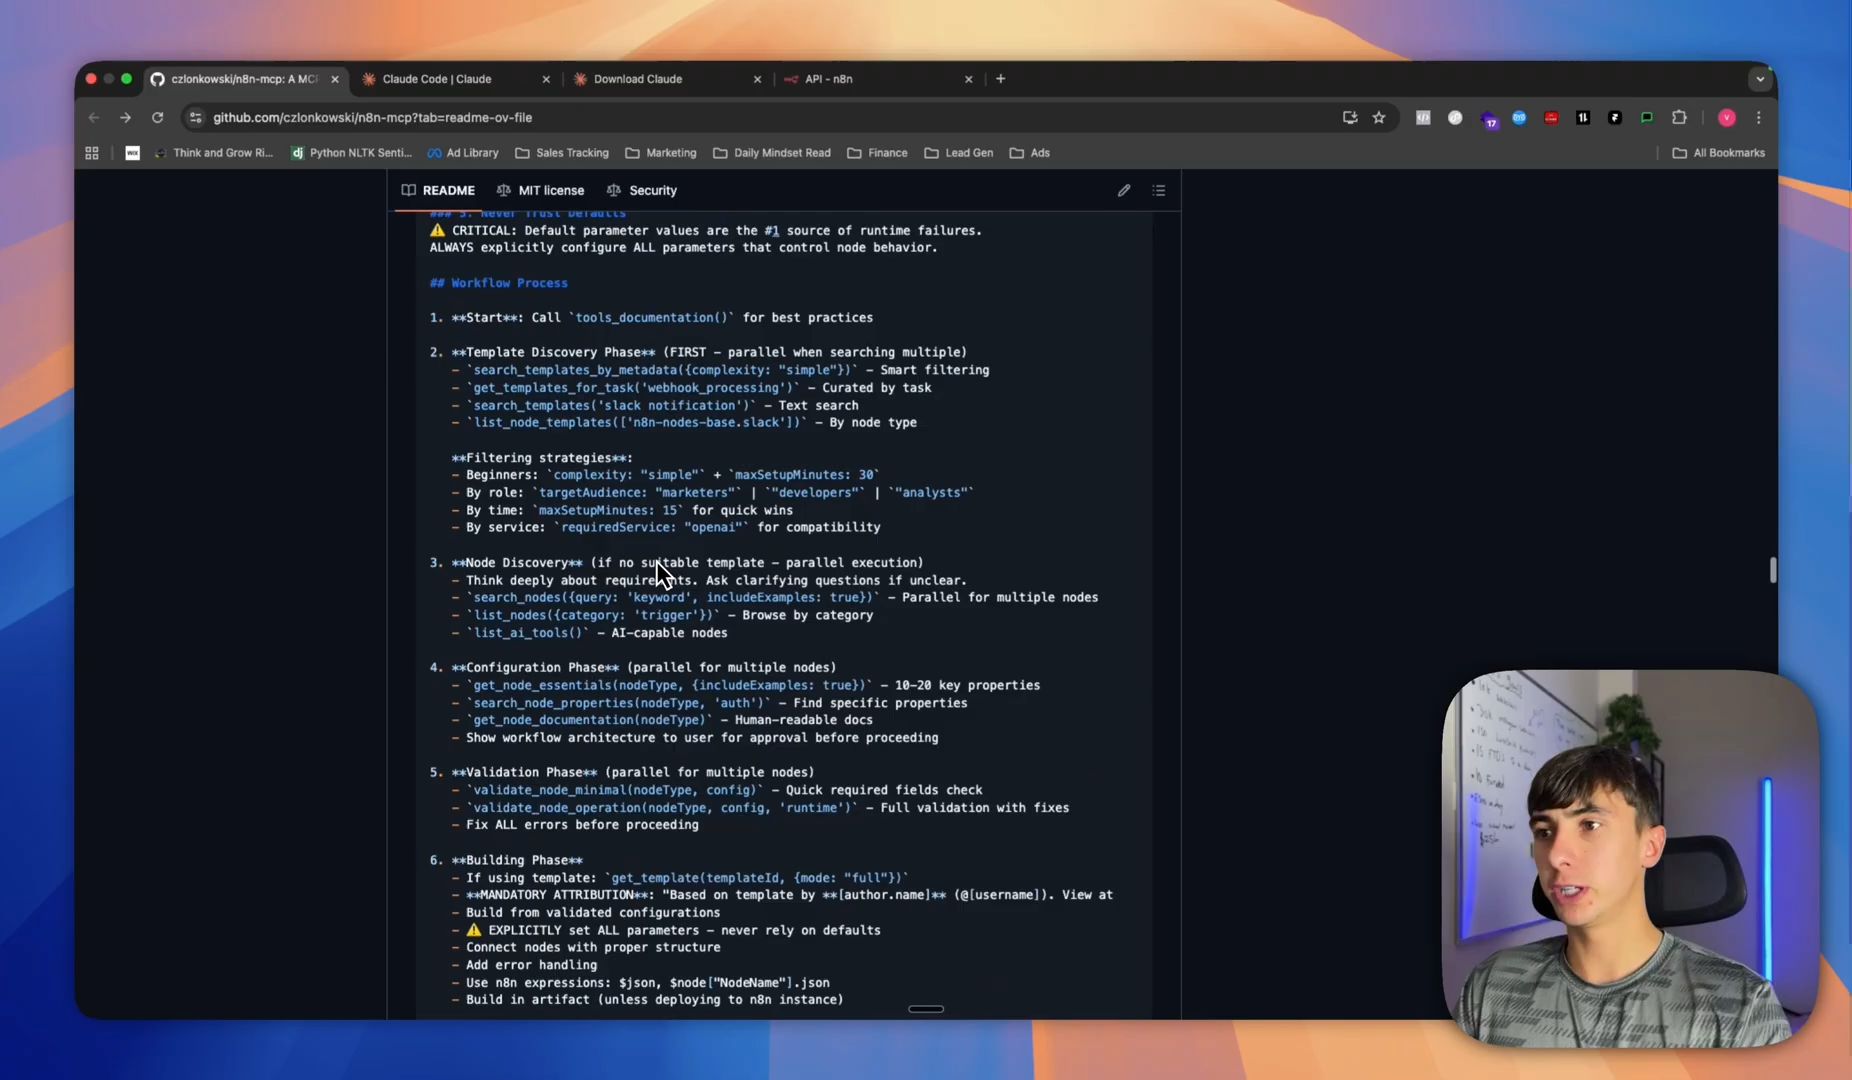 czlonkowski/n8n-mcp: A MCP
Claude Code | Claude
Download Claude
API - n8n
github.com/czlonkowski/n8n-mcp?tab=readme-ov-file
17
WIX
Think and Grow Ri...
dj Python NLTK Senti...
Ad Library
Sales Tracking
Marketing
Daily Mindset Read
Finance
Lead Gen
Ads
All Bookmarks
README
MIT license
Security
### 5. Never Trust Defaults
⚠️ CRITICAL: Default parameter values are the #1 source of runtime failures.
ALWAYS explicitly configure ALL parameters that control node behavior.
## Workflow Process
1. **Start**: Call `tools_documentation()` for best practices
2. **Template Discovery Phase** (FIRST - parallel when searching multiple)
- `search_templates_by_metadata({complexity: "simple"})` - Smart filtering
- `get_templates_for_task('webhook_processing')` - Curated by task
- `search_templates('slack notification')` - Text search
- `list_node_templates(['n8n-nodes-base.slack'])` - By node type
**Filtering strategies**:
- Beginners: `complexity: "simple"` + `maxSetupMinutes: 30`
- By role: `targetAudience: "marketers"` | `"developers"` | `"analysts"`
- By time: `maxSetupMinutes: 15` for quick wins
- By service: `requiredService: "openai"` for compatibility
3. **Node Discovery** (if no suitable template - parallel execution)
- Think deeply about requirements. Ask clarifying questions if unclear.
- `search_nodes({query: 'keyword', includeExamples: true})` - Parallel for multiple nodes
- `list_nodes({category: 'trigger'})` - Browse by category
- `list_ai_tools()` - AI-capable nodes
4. **Configuration Phase** (parallel for multiple nodes)
- `get_node_essentials(nodeType, {includeExamples: true})` - 10-20 key properties
- `search_node_properties(nodeType, 'auth')` - Find specific properties
- `get_node_documentation(nodeType)` - Human-readable docs
- Show workflow architecture to user for approval before proceeding
5. **Validation Phase** (parallel for multiple nodes)
- `validate_node_minimal(nodeType, config)` - Quick required fields check
- `validate_node_operation(nodeType, config, 'runtime')` - Full validation with fixes
- Fix ALL errors before proceeding
6. **Building Phase**
- If using template: `get_template(templateId, {mode: "full"})`
- **MANDATORY ATTRIBUTION**: "Based on template by **[author.name]** (@[username]). View at
- Build from validated configurations
- ⚠️ EXPLICITLY set ALL parameters - never rely on defaults
- Connect nodes with proper structure
- Add error handling
- Use n8n expressions: $json, $node["NodeName"].json
- Build in artifact (unless deploying to n8n instance)